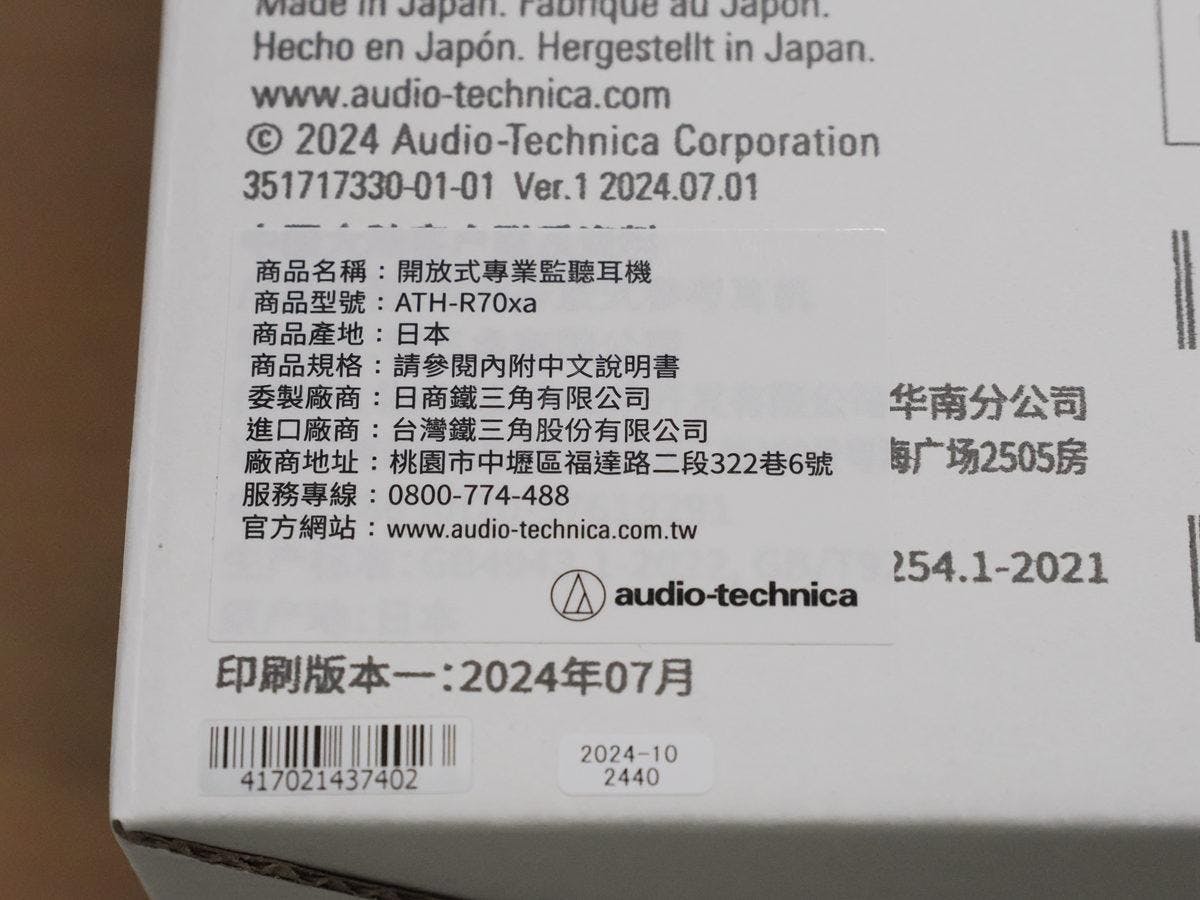 Made in Japan. Fabriqué au Japon.
Hecho en Japón. Hergestellt in Japan.
www.audio-technica.com
© 2024 Audio-Technica Corporation
351717330-01-01 Ver.1 2024.07.01
商品名稱：開放式專業監聽耳機
商品型號：ATH-R70xa
商品產地：日本
商品規格：請參閱內附中文說明書
委製廠商：日商鐵三角有限公司
华南分公司
進口廠商：台灣鐵三角股份有限公司
廠商地址：桃園市中壢區福達路二段322巷6號
广场2505房
服務專線：0800-774-488
官方網站：www.audio-technica.com.tw
254.1-2021
audio-technica
印刷版本一：2024年07月
417021437402
2024-10
2440